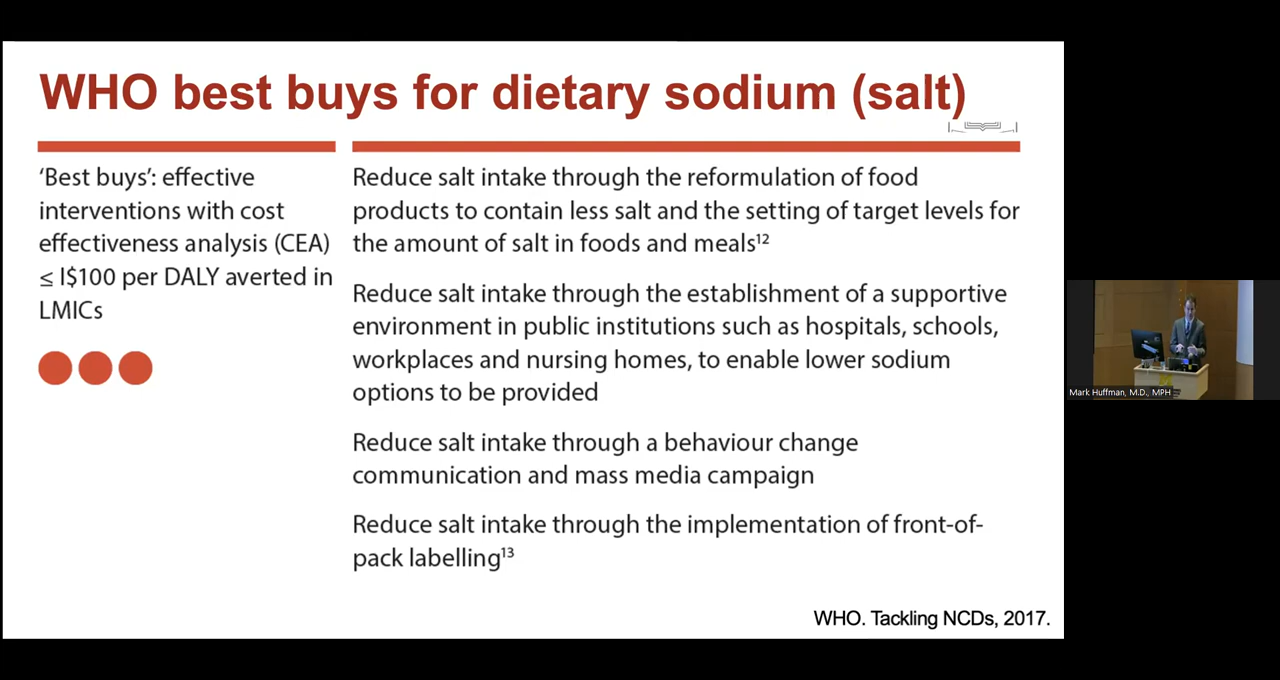 WHO best buys for dietary sodium (salt)
‘Best buys’: effective
interventions with cost
effectiveness analysis (CEA)
≤ I$100 per DALY averted in
LMICs
Reduce salt intake through the reformulation of food
products to contain less salt and the setting of target levels for
the amount of salt in foods and meals¹²
Reduce salt intake through the establishment of a supportive
environment in public institutions such as hospitals, schools,
workplaces and nursing homes, to enable lower sodium
options to be provided
Reduce salt intake through a behaviour change
communication and mass media campaign
Reduce salt intake through the implementation of front-of-
pack labelling¹³
WHO. Tackling NCDs, 2017.
Mark Huffman, M.D., MPH